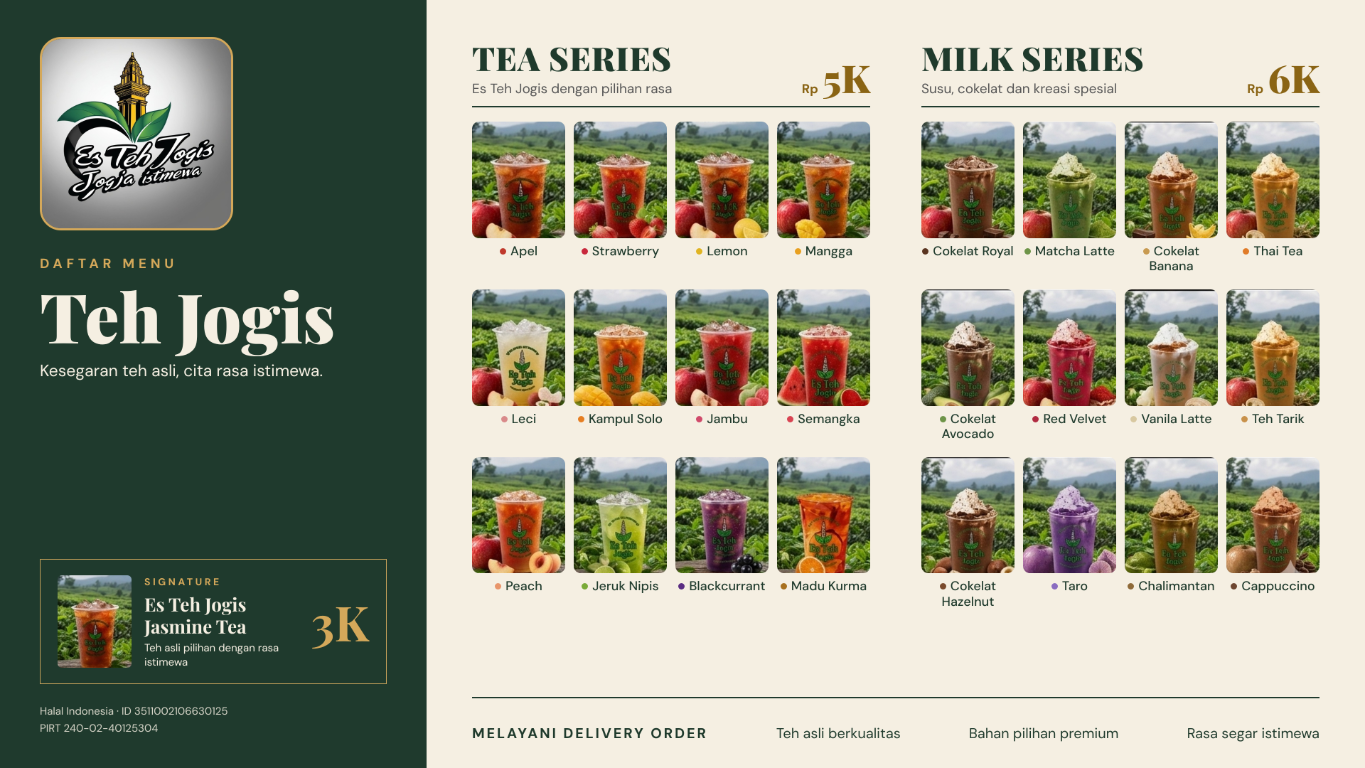 Es Teh Jogis
Jogja istimewa
DAFTAR MENU
Teh Jogis
Kesegaran teh asli, cita rasa istimewa.
SIGNATURE
Es Teh Jogis
Jasmine Tea
Teh asli pilihan dengan rasa
istimewa
3K
Halal Indonesia · ID 3511002106630125
PIRT 240-02-40125304
TEA SERIES
Es Teh Jogis dengan pilihan rasa
Rp 5K
Apel
Strawberry
Lemon
Mangga
Leci
Kampul Solo
Jambu
Semangka
Peach
Jeruk Nipis
Blackcurrant
Madu Kurma
MILK SERIES
Susu, cokelat dan kreasi spesial
Rp 6K
Cokelat Royal
Matcha Latte
Cokelat
Banana
Thai Tea
Cokelat
Avocado
Red Velvet
Vanila Latte
Teh Tarik
Cokelat
Hazelnut
Taro
Chalimantan
Cappuccino
MELAYANI DELIVERY ORDER
Teh asli berkualitas
Bahan pilihan premium
Rasa segar istimewa